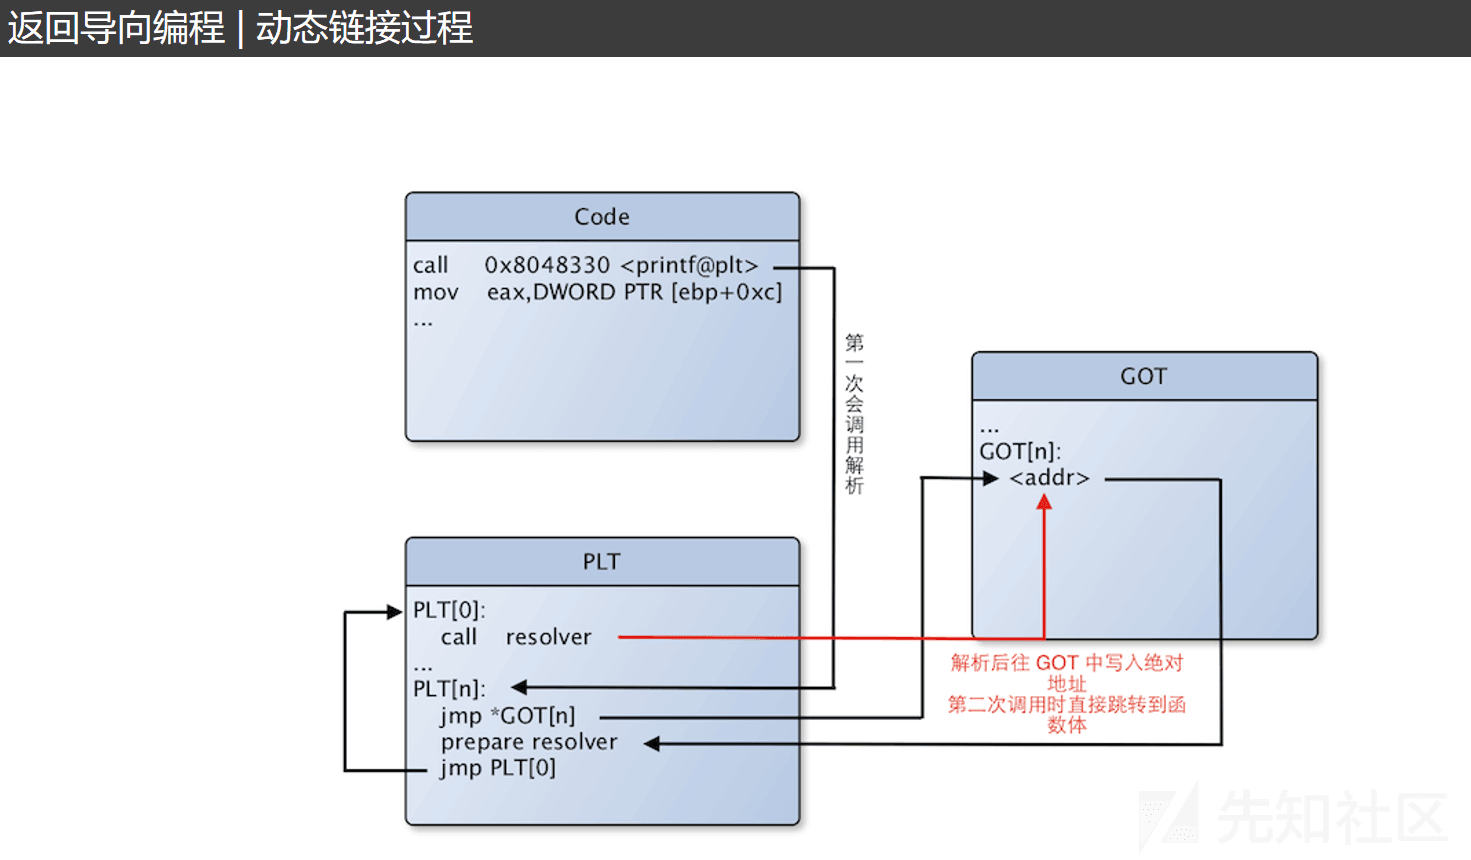 返回导向编程 | 动态链接过程
Code
call 0x8048330 <printf@plt>
mov eax,DWORD PTR [ebp+0xc]
...
第一次会调用解析
GOT
...
GOT[n]:
<addr>
PLT
PLT[0]:
call resolver
...
PLT[n]:
jmp *GOT[n]
prepare resolver
jmp PLT[0]
解析后往 GOT 中写入绝对
地址
第二次调用时直接跳转到函
数体
先知社区